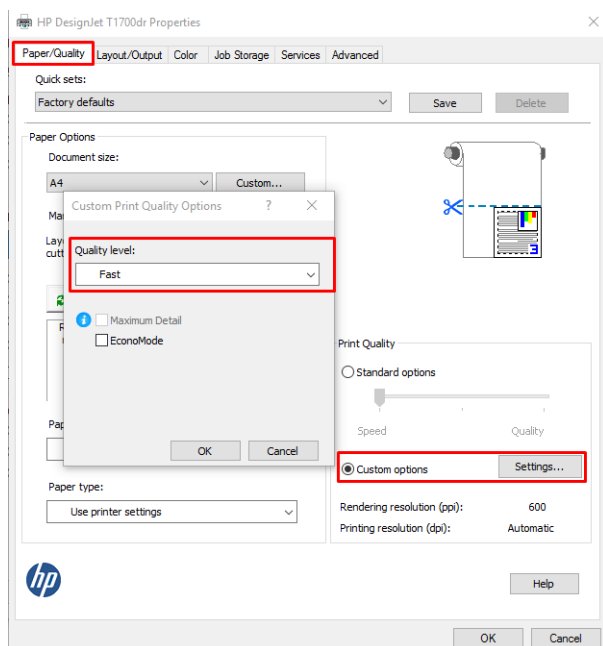 HP DesignJet T1700dr Properties
Paper/Quality Layout/Output Color Job Storage Services Advanced
Quick sets:
Factory defaults Save Delete
Paper Options
Document size:
A4 Custom...
Custom Print Quality Options ? ×
Quality level:
Fast
Maximum Detail
EconoMode
OK Cancel
3
Print Quality
Standard options
Speed Quality
Custom options Settings...
Paper type:
Use printer settings
Rendering resolution (ppi): 600
Printing resolution (dpi): Automatic
hp
Help
OK Cancel